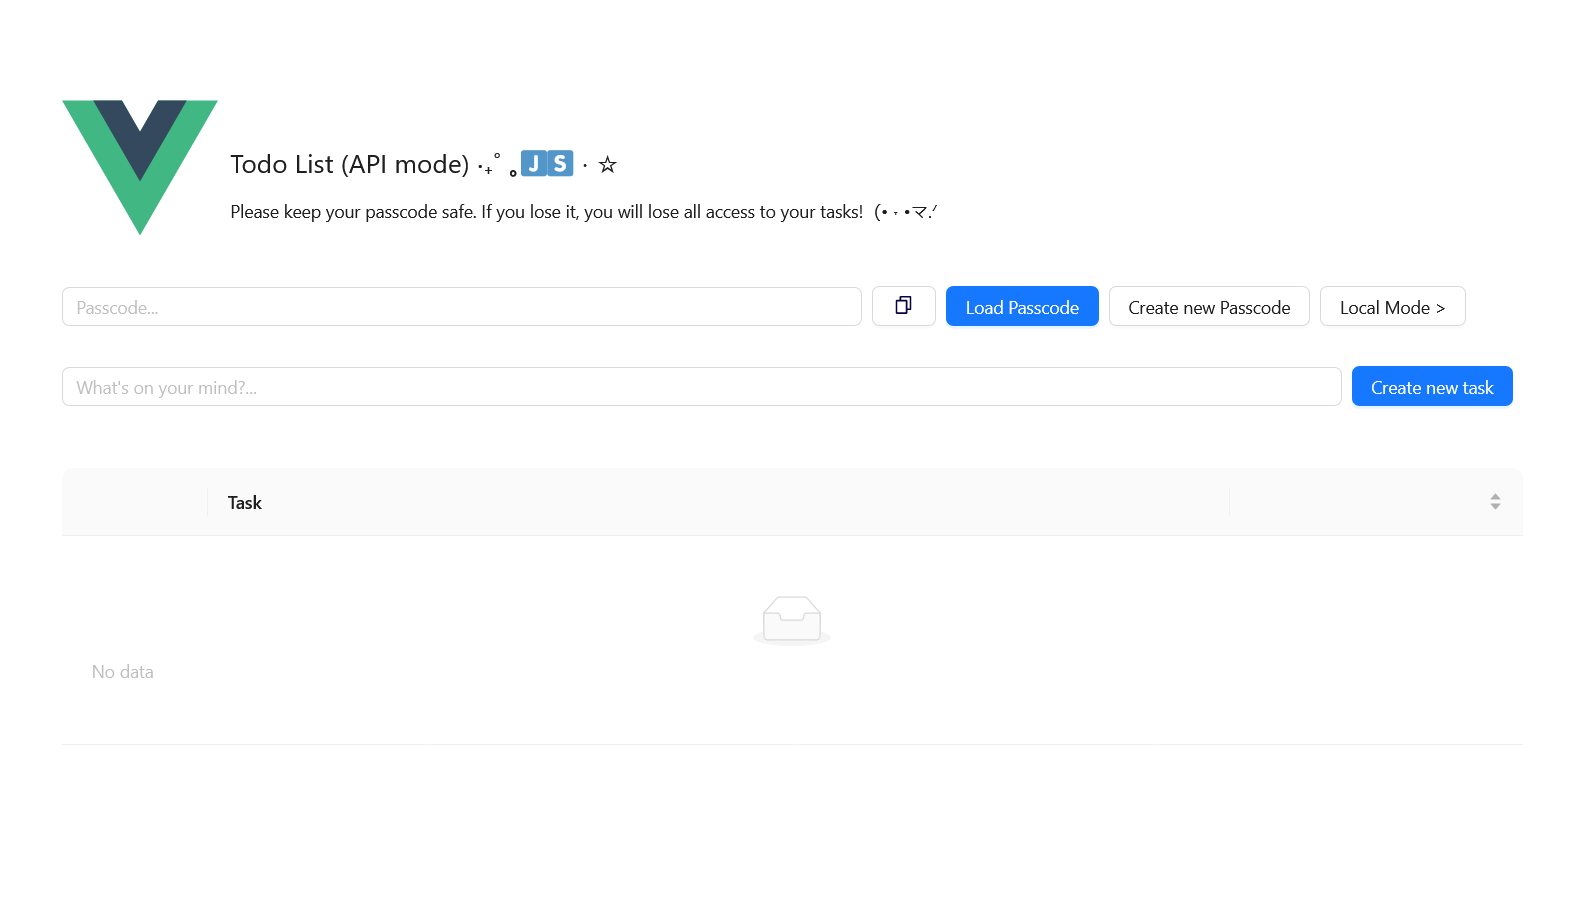 Todo List (API mode) ‧₊˚ ｡🇯🇸 · ☆
Please keep your passcode safe. If you lose it, you will lose all access to your tasks! (• ˕ •マ.ᐟ
Passcode...
Load Passcode
Create new Passcode
Local Mode >
What's on your mind?...
Create new task
Task
No data